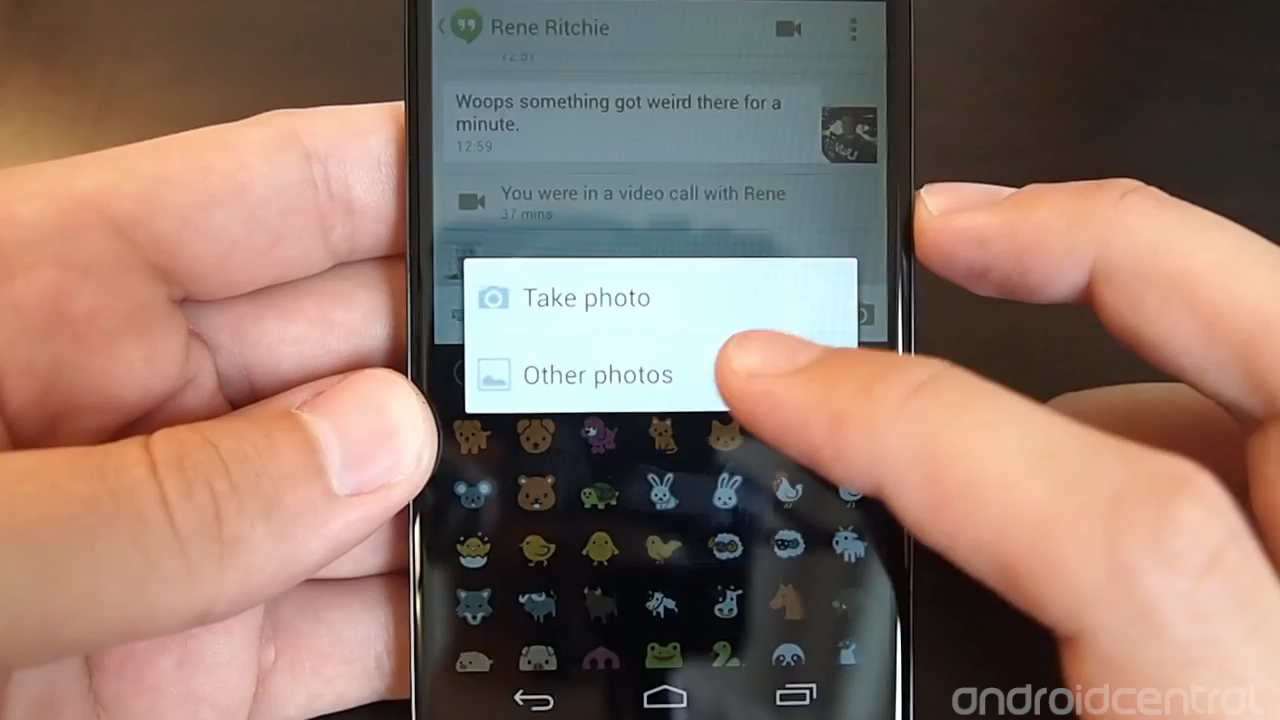 Rene Ritchie
Woops something got weird there for a
minute.
12:59
You were in a video call with Rene
37 mins
Take photo
Other photos
androidcentral